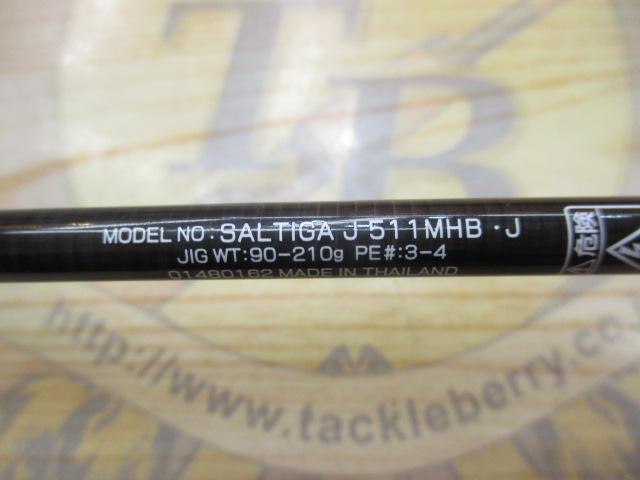 TB
MODEL NO : SALTIGA J 511MHB・J
JIG WT:90-210g PE#:3-4
01480162 MADE IN THAILAND
危険
http://www.tackleberry.co.